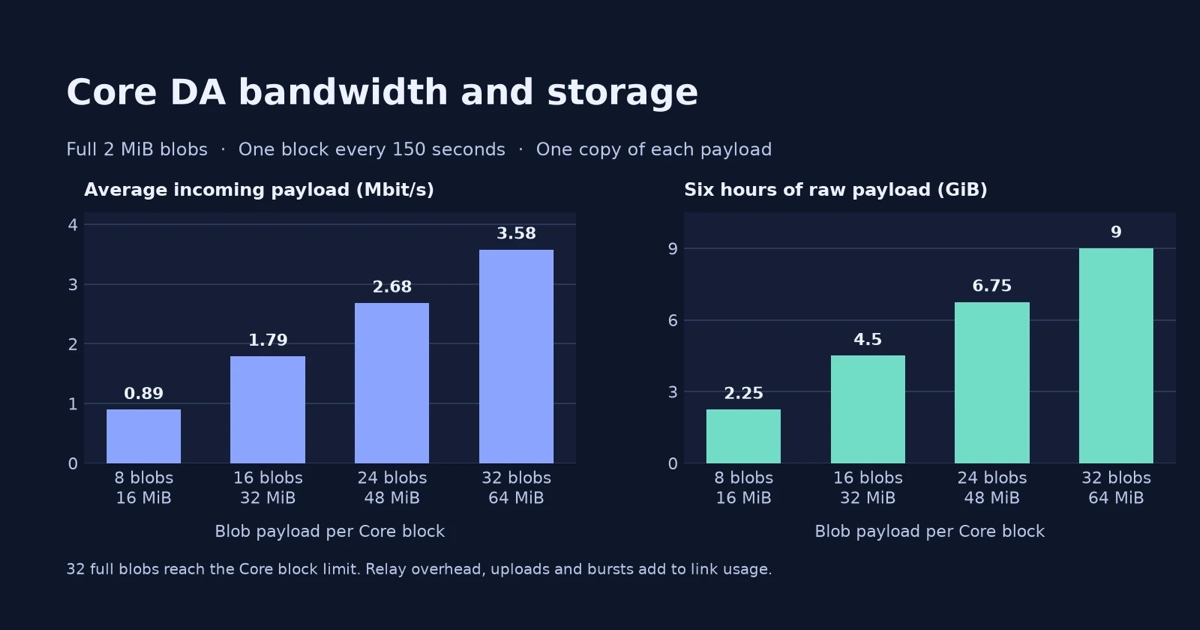 Core DA bandwidth and storage
Full 2 MiB blobs · One block every 150 seconds · One copy of each payload
Average incoming payload (Mbit/s)
4
3
2
1
0
0.89
1.79
2.68
3.58
8 blobs
16 MiB
16 blobs
32 MiB
24 blobs
48 MiB
32 blobs
64 MiB
Blob payload per Core block
Six hours of raw payload (GiB)
9
6
3
0
2.25
4.5
6.75
9
8 blobs
16 MiB
16 blobs
32 MiB
24 blobs
48 MiB
32 blobs
64 MiB
Blob payload per Core block
32 full blobs reach the Core block limit. Relay overhead, uploads and bursts add to link usage.